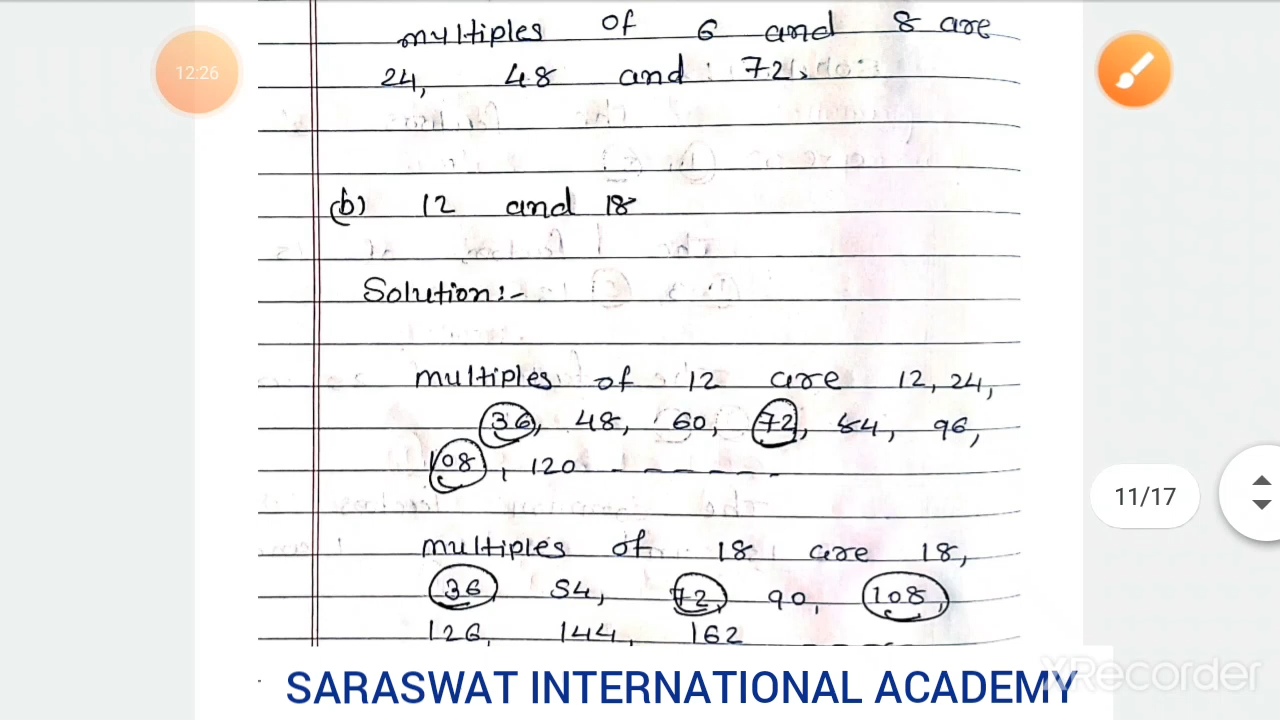 multiples of 6 and 8 are
12:26
24, 48 and 72.
(b) 12 and 18
Solution:-
multiples of 12 are 12, 24,
36, 48, 60, 72, 84, 96,
108, 120 - - - - - - -
11/17
multiples of 18 are 18,
36 54, 72, 90, 108,
126, 144, 162 - - - - -
SARASWAT INTERNATIONAL ACADEMY
XRecorder